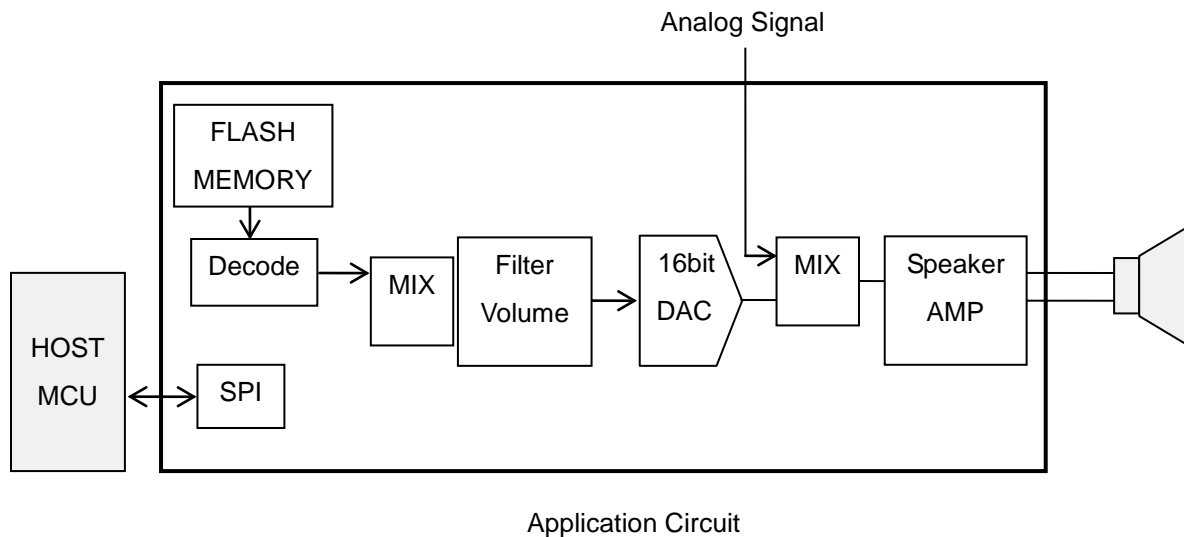 Analog Signal
FLASH
MEMORY
Decode
MIX
Filter
Volume
16bit
DAC
MIX
Speaker
AMP
HOST
MCU
SPI
Application Circuit